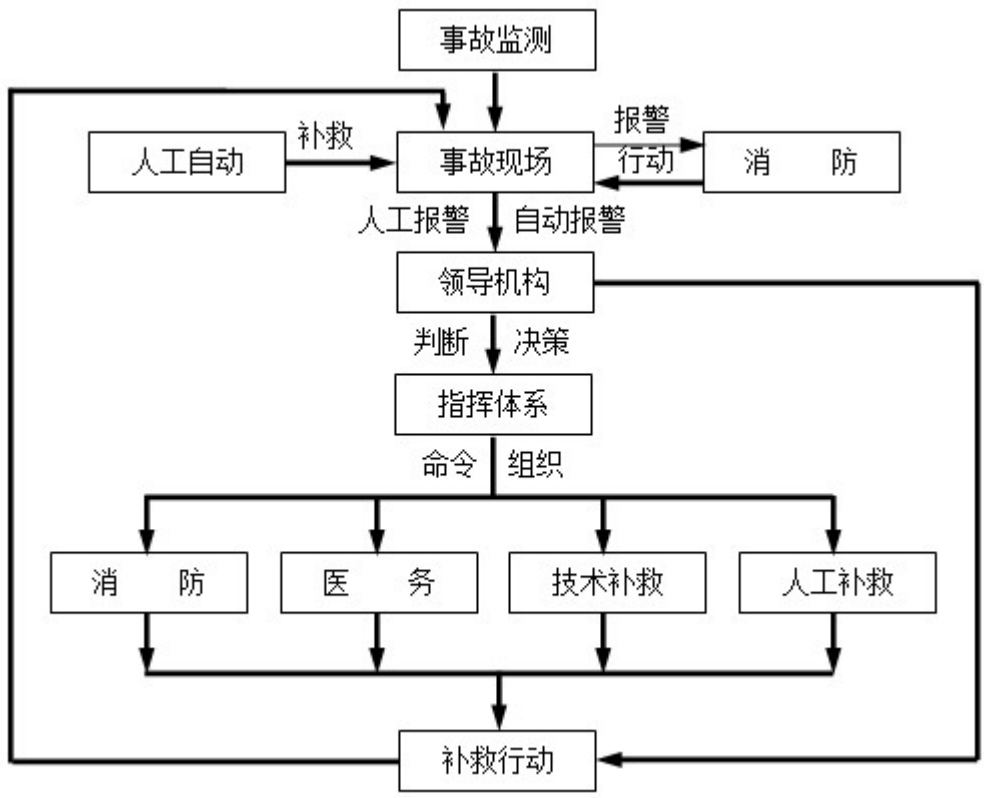 事故监测
补救
报警
人工自动
事故现场
行动
消 防
人工报警 自动报警
领导机构
判断 决策
指挥体系
命令 组织
消 防
医 务
技术补救
人工补救
补救行动